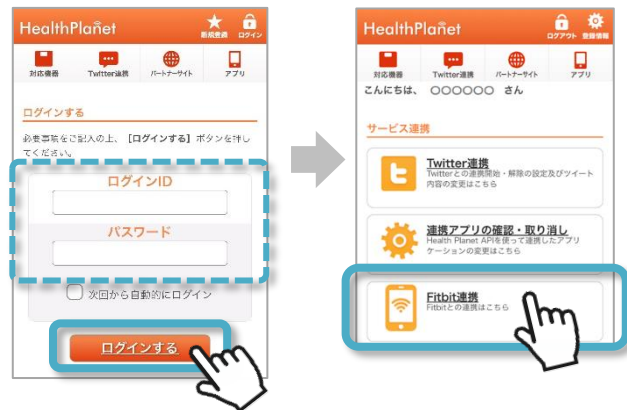 HealthPlanet
新規登録 ログイン
対応機器 Twitter連携 パートナーサイト アプリ
ログインする
必要事項をご記入の上、【ログインする】ボタンを押し
てください。
ログインID
パスワード
次回から自動的にログイン
ログインする
HealthPlanet
ログアウト 登録情報
対応機器 Twitter連携 パートナーサイト アプリ
こんにちは、 ○○○○○○ さん
サービス連携
Twitter連携
Twitterとの連携開始・解除の設定及びツイート
内容の変更はこちら
連携アプリの確認・取り消し
Health Planet APIを使って連携したアプリ
ケーションの変更はこちら
Fitbit連携
Fitbitとの連携はこちら